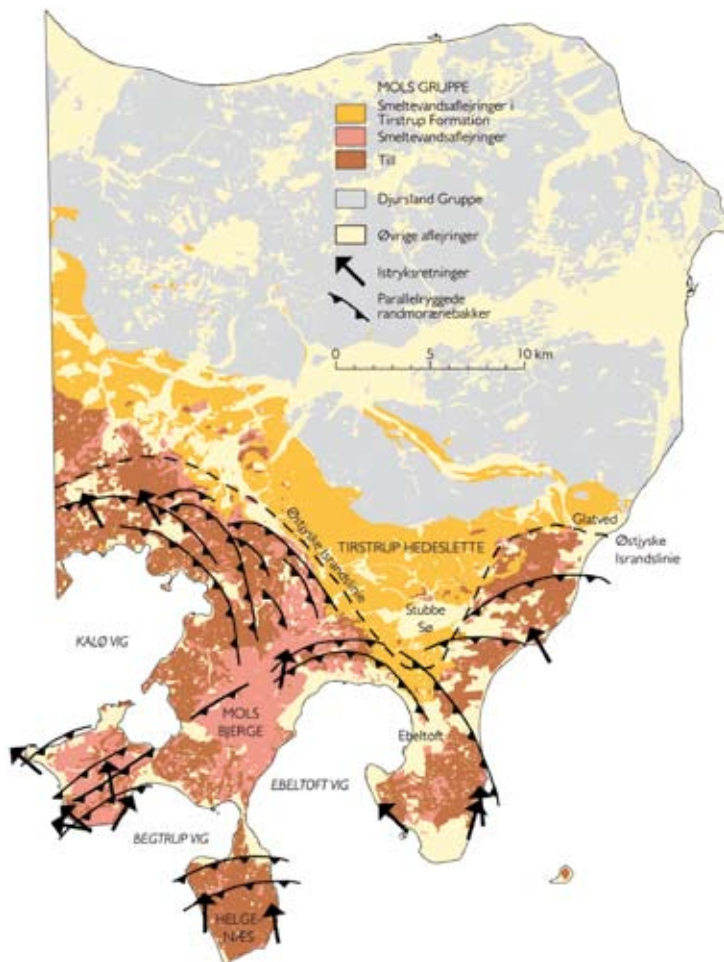 MOLS GRUPPE
Smeltevandsaflejringer i
Tirstrup Formation
Smeltevandsaflejringer
Till
Djursland Gruppe
Øvrige aflejringer
Istryksretninger
Parallelryggede
randmorænebakker
0 5 10 km
Glatved
Østjyske
Israndslinie
Østjyske Israndslinie
TIRSTRUP HEDESLETTE
Stubbe
Sø
KALØ VIG
MOLS
BJERGE
Ebeltoft
EBELTOFT VIG
BEGTRUP VIG
HELGE-
NÆS